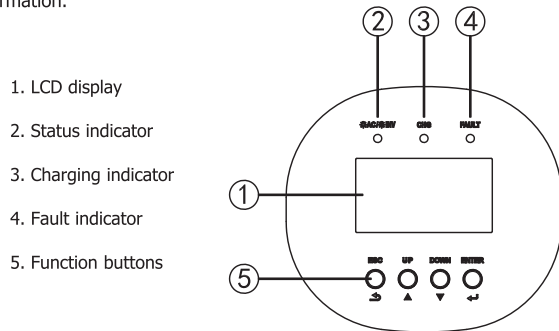 rmation.
② ③ ④
1. LCD display
2. Status indicator
3. Charging indicator
4. Fault indicator
5. Function buttons
CHG FAULT
①
⑤
ESC UP DOWN ENTER